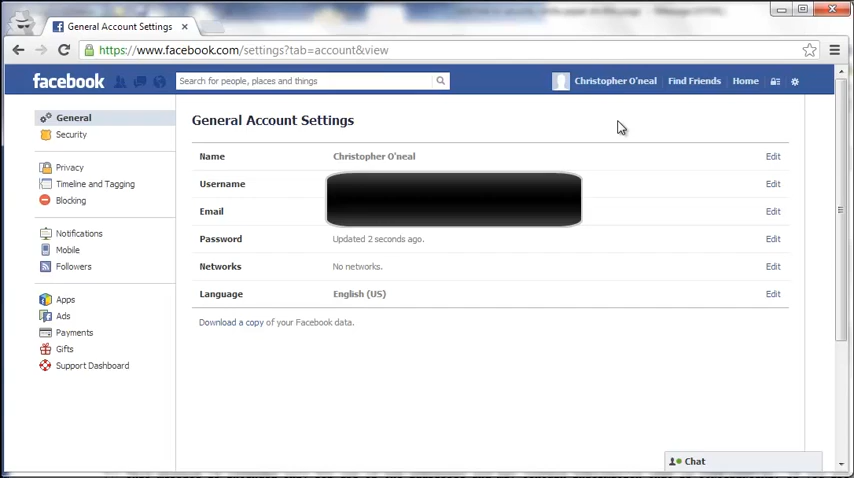 General Account Settings
https://www.facebook.com/settings?tab=account&view
facebook
Search for people, places and things
Christopher O'neal
Find Friends
Home
General
Security
Privacy
Timeline and Tagging
Blocking
Notifications
Mobile
Followers
Apps
Ads
Payments
Gifts
Support Dashboard
General Account Settings
Name Christopher O'neal Edit
Username Edit
Email Edit
Password Updated 2 seconds ago. Edit
Networks No networks. Edit
Language English (US) Edit
Download a copy of your Facebook data.
Chat